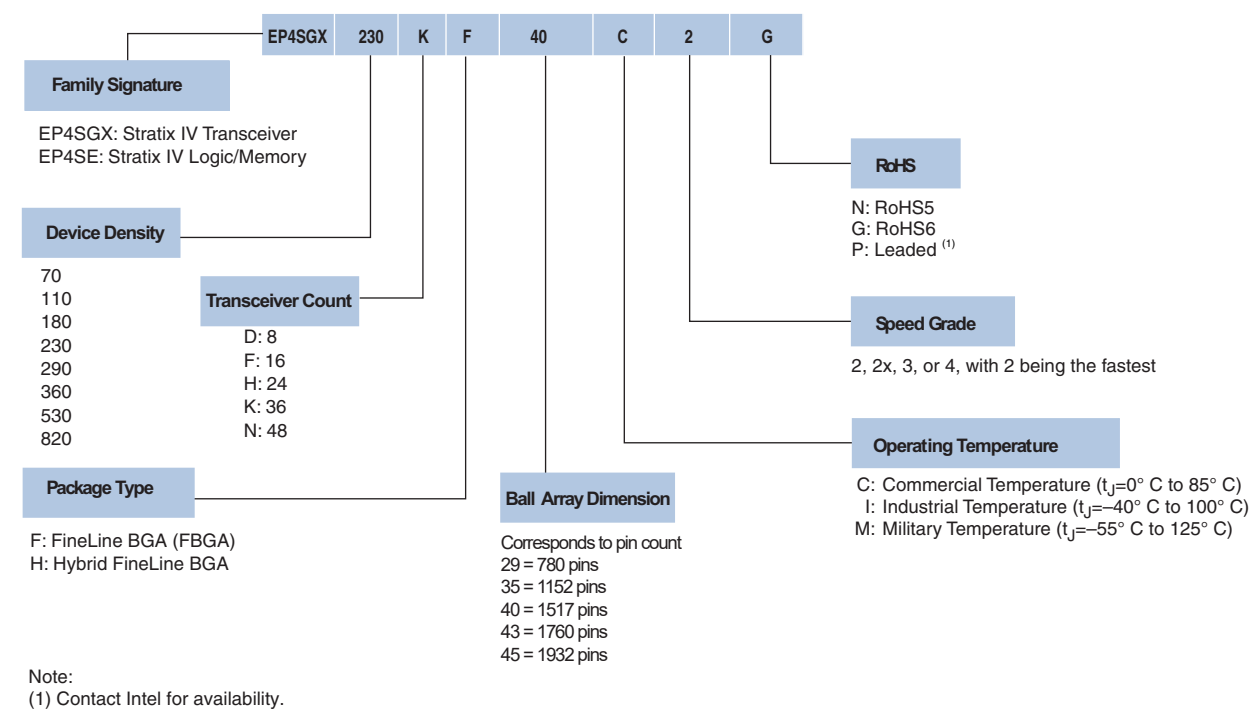 EP4SGX 230 K F 40 C 2 G
Family Signature
EP4SGX: Stratix IV Transceiver
EP4SE: Stratix IV Logic/Memory
Device Density
70
110
180
230
290
360
530
820
Transceiver Count
D: 8
F: 16
H: 24
K: 36
N: 48
Package Type
F: FineLine BGA (FBGA)
H: Hybrid FineLine BGA
Ball Array Dimension
Corresponds to pin count
29 = 780 pins
35 = 1152 pins
40 = 1517 pins
43 = 1760 pins
45 = 1932 pins
RoHS
N: RoHS5
G: RoHS6
P: Leaded (1)
Speed Grade
2, 2x, 3, or 4, with 2 being the fastest
Operating Temperature
C: Commercial Temperature (tJ=0° C to 85° C)
I: Industrial Temperature (tJ=–40° C to 100° C)
M: Military Temperature (tJ=–55° C to 125° C)
Note:
(1) Contact Intel for availability.